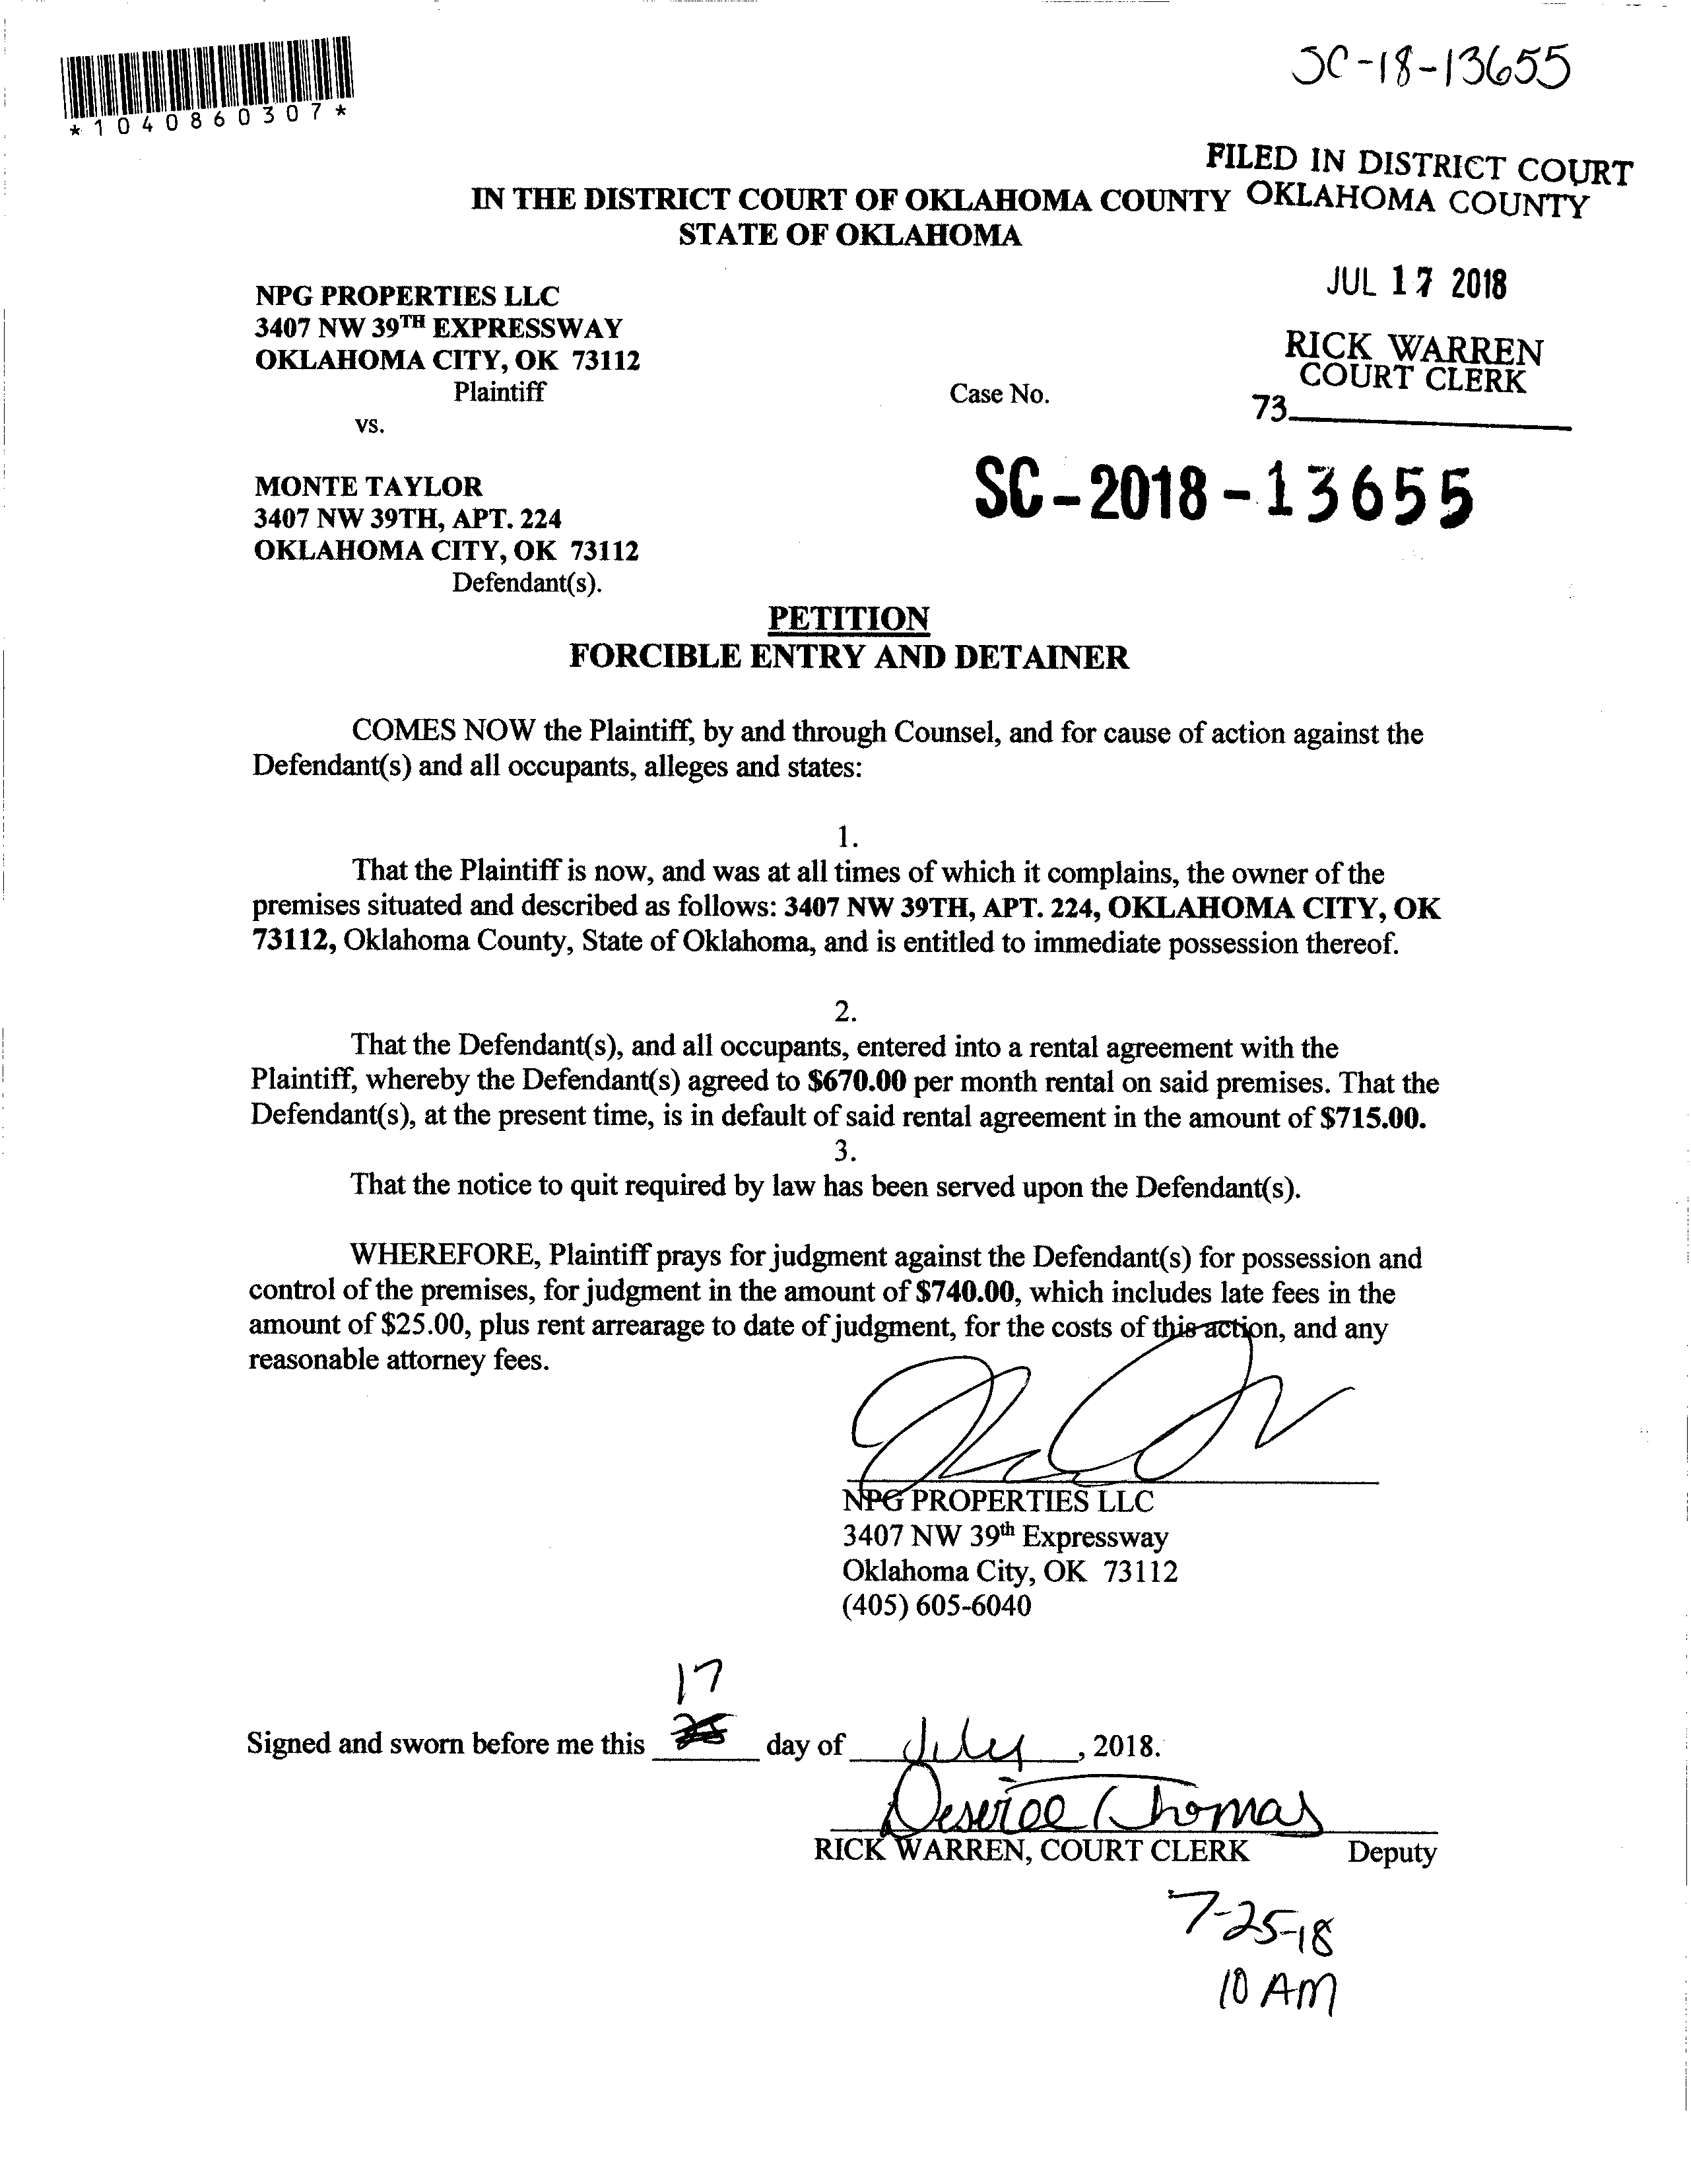 SC-18-13655
*1040860307*
FILED IN DISTRICT COURT
OKLAHOMA COUNTY
IN THE DISTRICT COURT OF OKLAHOMA COUNTY
STATE OF OKLAHOMA
JUL 17 2018
RICK WARREN
COURT CLERK
73
NPG PROPERTIES LLC
3407 NW 39TH EXPRESSWAY
OKLAHOMA CITY, OK 73112
Plaintiff
Case No.
vs.
SC-2018-13655
MONTE TAYLOR
3407 NW 39TH, APT. 224
OKLAHOMA CITY, OK 73112
Defendant(s).
PETITION
FORCIBLE ENTRY AND DETAINER
COMES NOW the Plaintiff, by and through Counsel, and for cause of action against the
Defendant(s) and all occupants, alleges and states:
1.
That the Plaintiff is now, and was at all times of which it complains, the owner of the
premises situated and described as follows: 3407 NW 39TH, APT. 224, OKLAHOMA CITY, OK
73112, Oklahoma County, State of Oklahoma, and is entitled to immediate possession thereof.
2.
That the Defendant(s), and all occupants, entered into a rental agreement with the
Plaintiff, whereby the Defendant(s) agreed to $670.00 per month rental on said premises. That the
Defendant(s), at the present time, is in default of said rental agreement in the amount of $715.00.
3.
That the notice to quit required by law has been served upon the Defendant(s).
WHEREFORE, Plaintiff prays for judgment against the Defendant(s) for possession and
control of the premises, for judgment in the amount of $740.00, which includes late fees in the
amount of $25.00, plus rent arrearage to date of judgment, for the costs of this action, and any
reasonable attorney fees.
NPG PROPERTIES LLC
3407 NW 39th Expressway
Oklahoma City, OK 73112
(405) 605-6040
17
Signed and sworn before me this day of July, 2018.
Desiree Thomas
RICK WARREN, COURT CLERK Deputy
7-25-18
10 AM